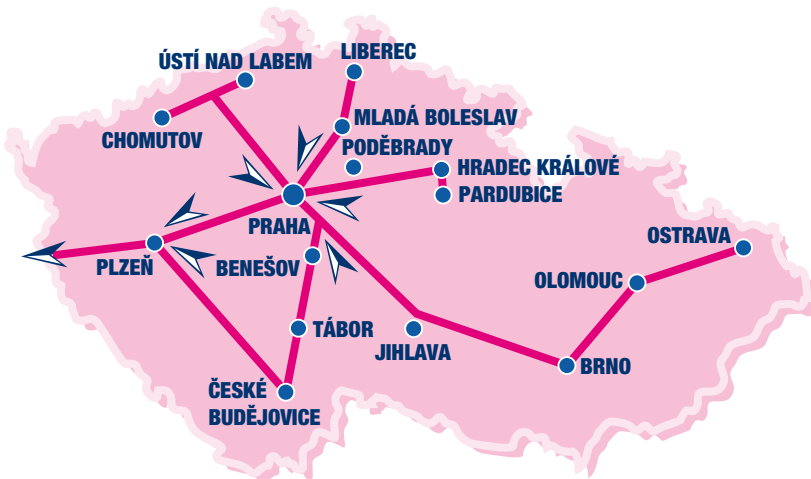 LIBEREC
ÚSTÍ NAD LABEM
MLADÁ BOLESLAV
CHOMUTOV
PODĚBRADY
HRADEC KRÁLOVÉ
PARDUBICE
PRAHA
OSTRAVA
PLZEŇ
BENEŠOV
OLOMOUC
TÁBOR
JIHLAVA
BRNO
ČESKÉ
BUDĚJOVICE